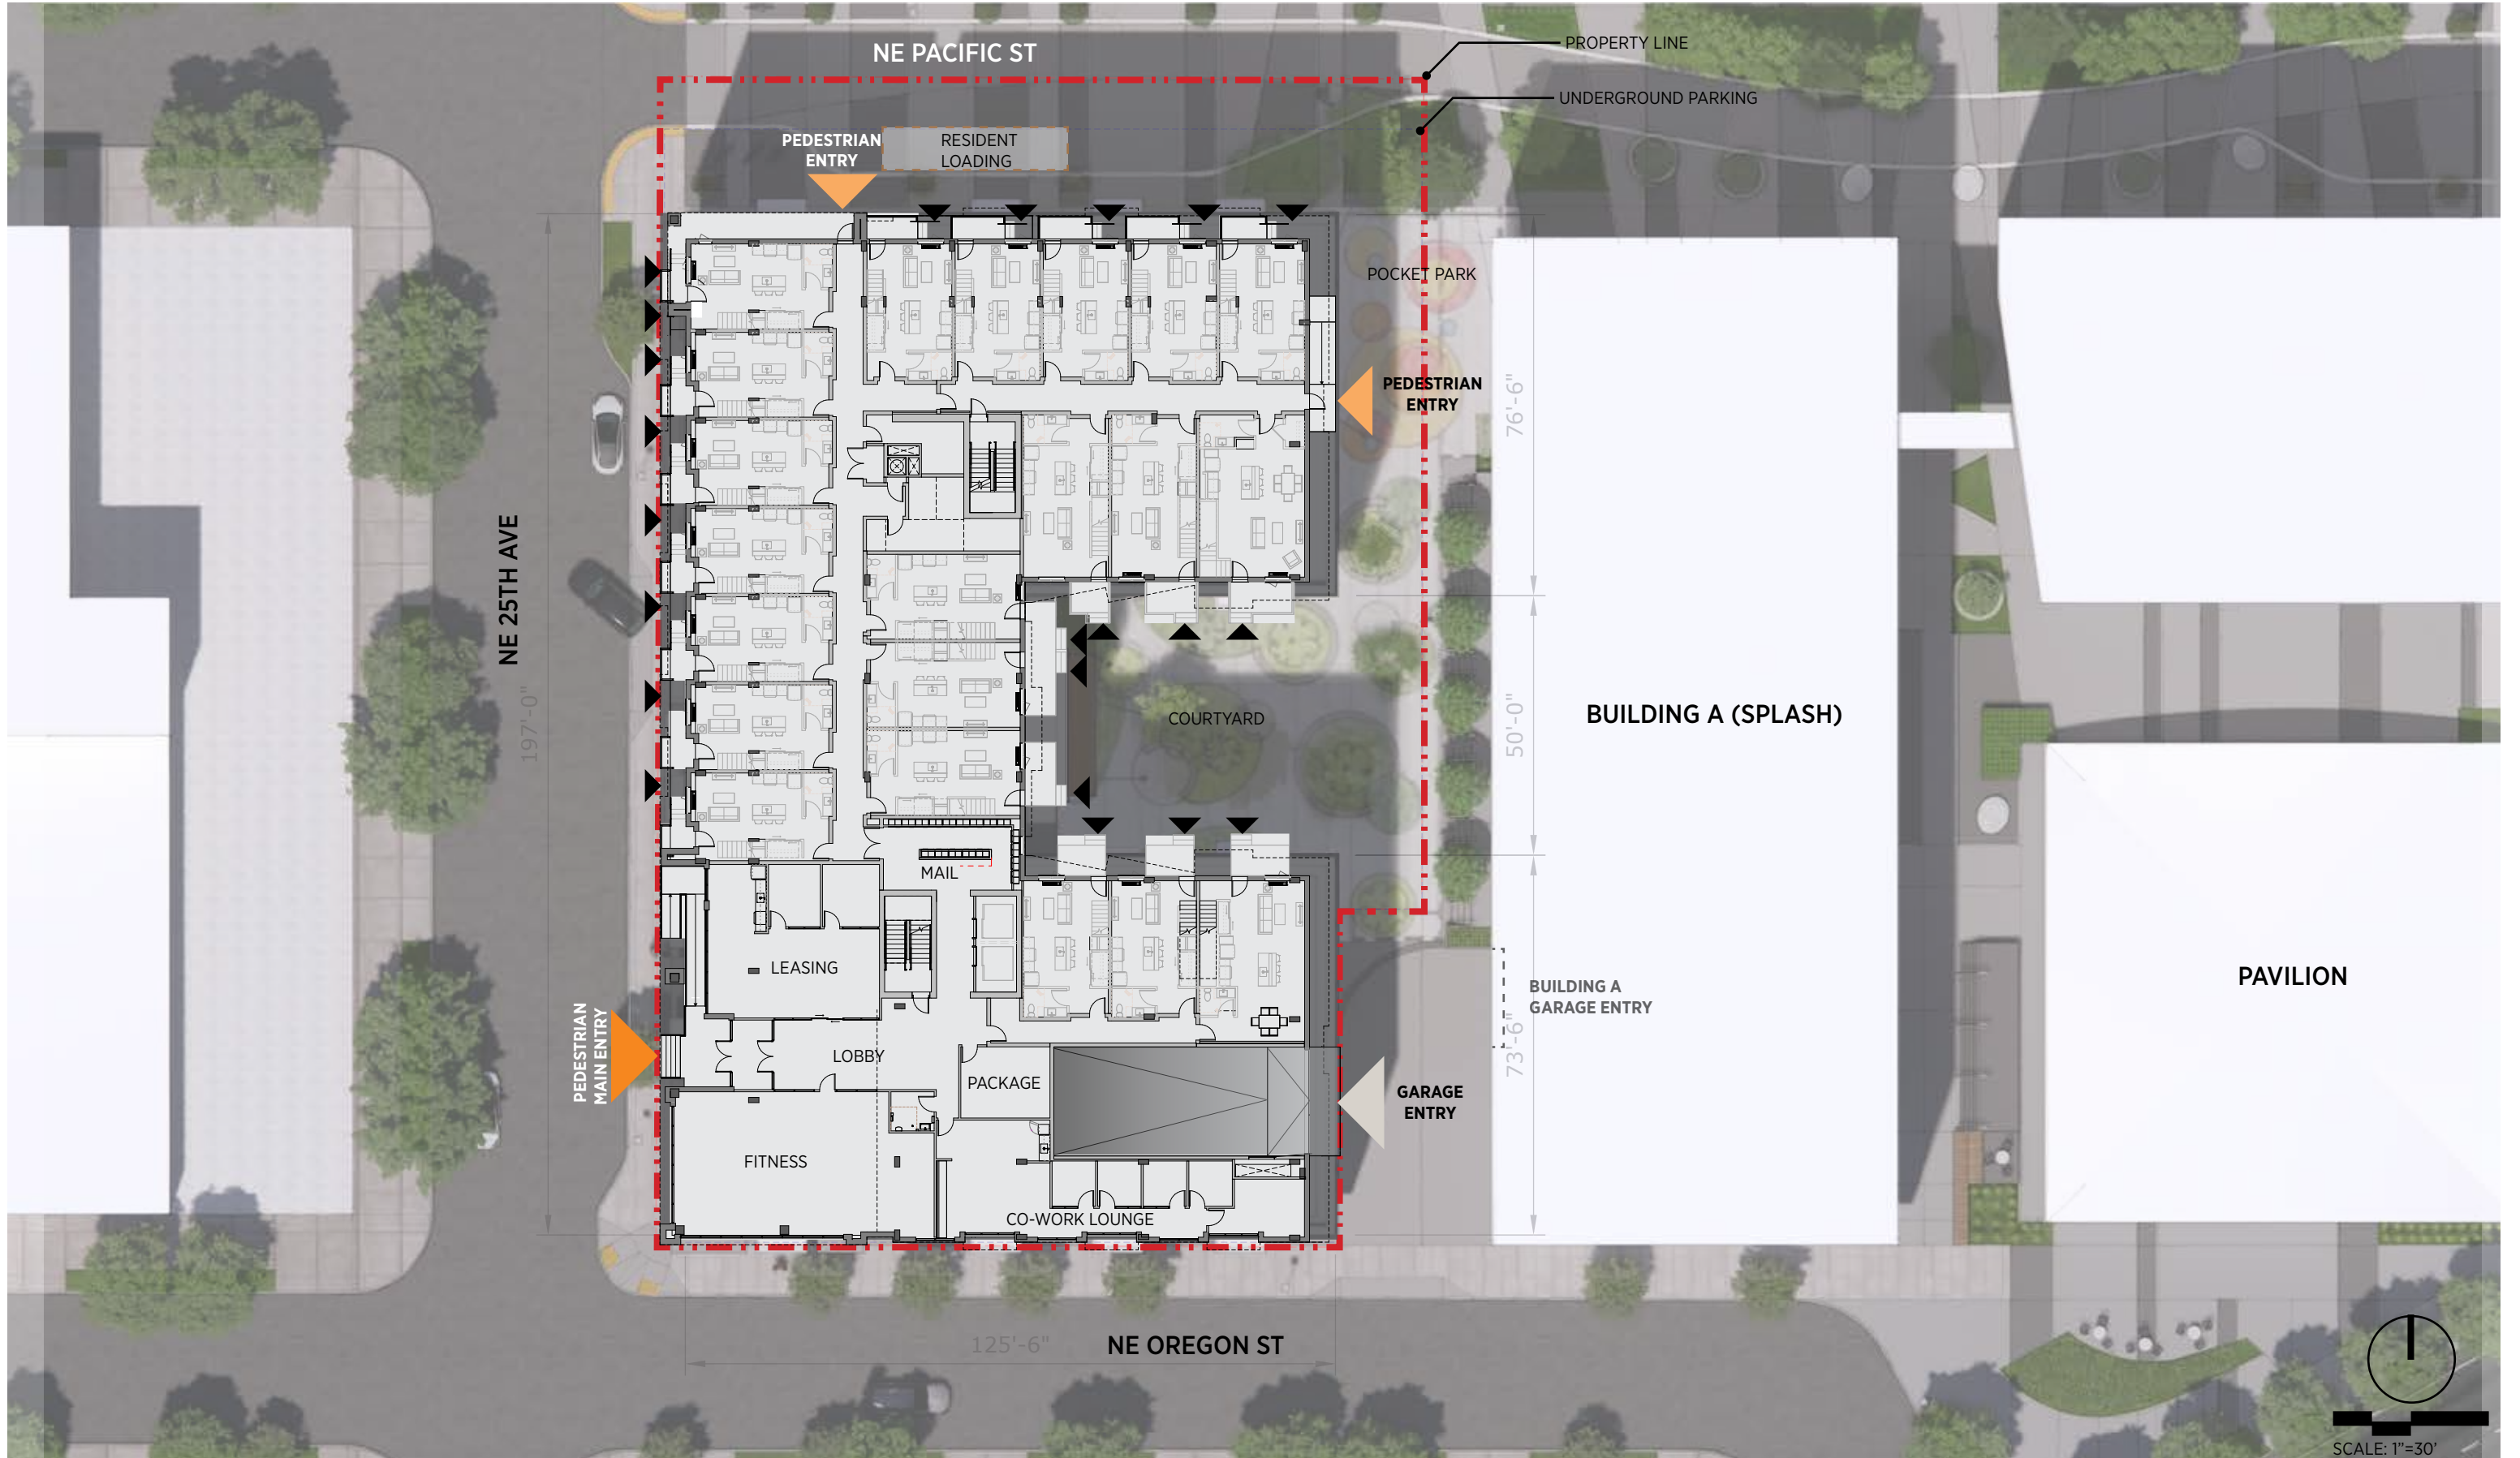 NE PACIFIC ST
PROPERTY LINE
UNDERGROUND PARKING
PEDESTRIAN
ENTRY
RESIDENT
LOADING
POCKET PARK
PEDESTRIAN
ENTRY
76'-6"
NE 25TH AVE
197'-0"
COURTYARD
50'-0"
BUILDING A (SPLASH)
MAIL
LEASING
PAVILION
BUILDING A
GARAGE ENTRY
73'-6"
PEDESTRIAN
MAIN ENTRY
LOBBY
PACKAGE
GARAGE
ENTRY
FITNESS
CO-WORK LOUNGE
125'-6"
NE OREGON ST
SCALE: 1"=30'